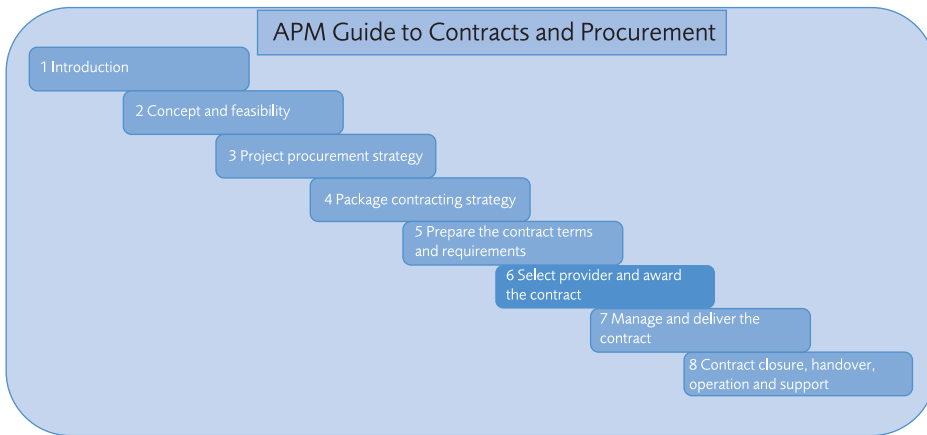 APM Guide to Contracts and Procurement
1 Introduction
2 Concept and feasibility
3 Project procurement strategy
4 Package contracting strategy
5 Prepare the contract terms
and requirements
6 Select provider and award
the contract
7 Manage and deliver the
contract
8 Contract closure, handover,
operation and support